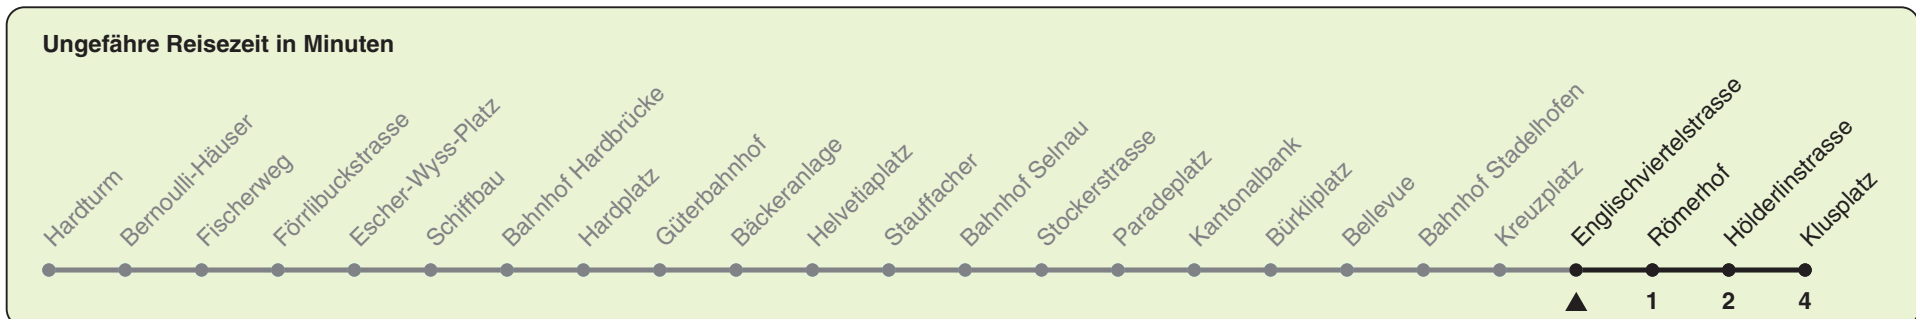 Ungefähre Reisezeit in Minuten
Hardturm
Bernoulli-Häuser
Fischerweg
Förrlibuckstrasse
Escher-Wyss-Platz
Schiffbau
Bahnhof Hardbrücke
Hardplatz
Güterbahnhof
Bäckeranlage
Helvetiaplatz
Stauffacher
Bahnhof Selnau
Stockerstrasse
Paradeplatz
Kantonalbank
Bürkliplatz
Bellevue
Bahnhof Stadelhofen
Kreuzplatz
Englischviertelstrasse
Römerhof
Hölderlinstrasse
Klusplatz
1 2 4